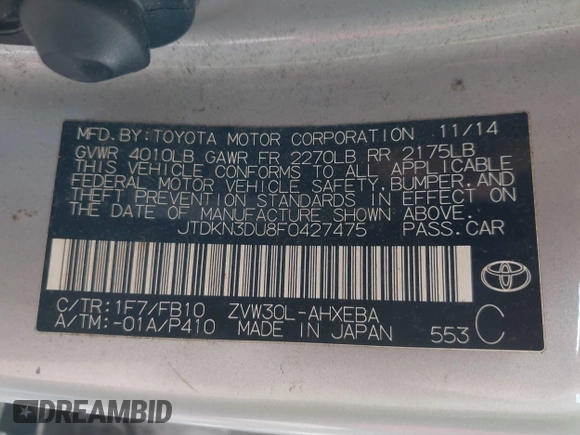 MFD. BY: TOYOTA MOTOR CORPORATION 11/14
GVWR 4010LB GAWR FR 2270LB RR 2175LB
THIS VEHICLE CONFORMS TO ALL APPLICABLE
FEDERAL MOTOR VEHICLE SAFETY, BUMPER, AND
THEFT PREVENTION STANDARDS IN EFFECT ON
THE DATE OF MANUFACTURE SHOWN ABOVE.
JTDKN3DU8F0427475 PASS. CAR
C/TR: 1F7/FB10 ZVW30L-AHXEBA
A/TM: -01A/P410 MADE IN JAPAN 553 C
TOYOTA
DREAMBID